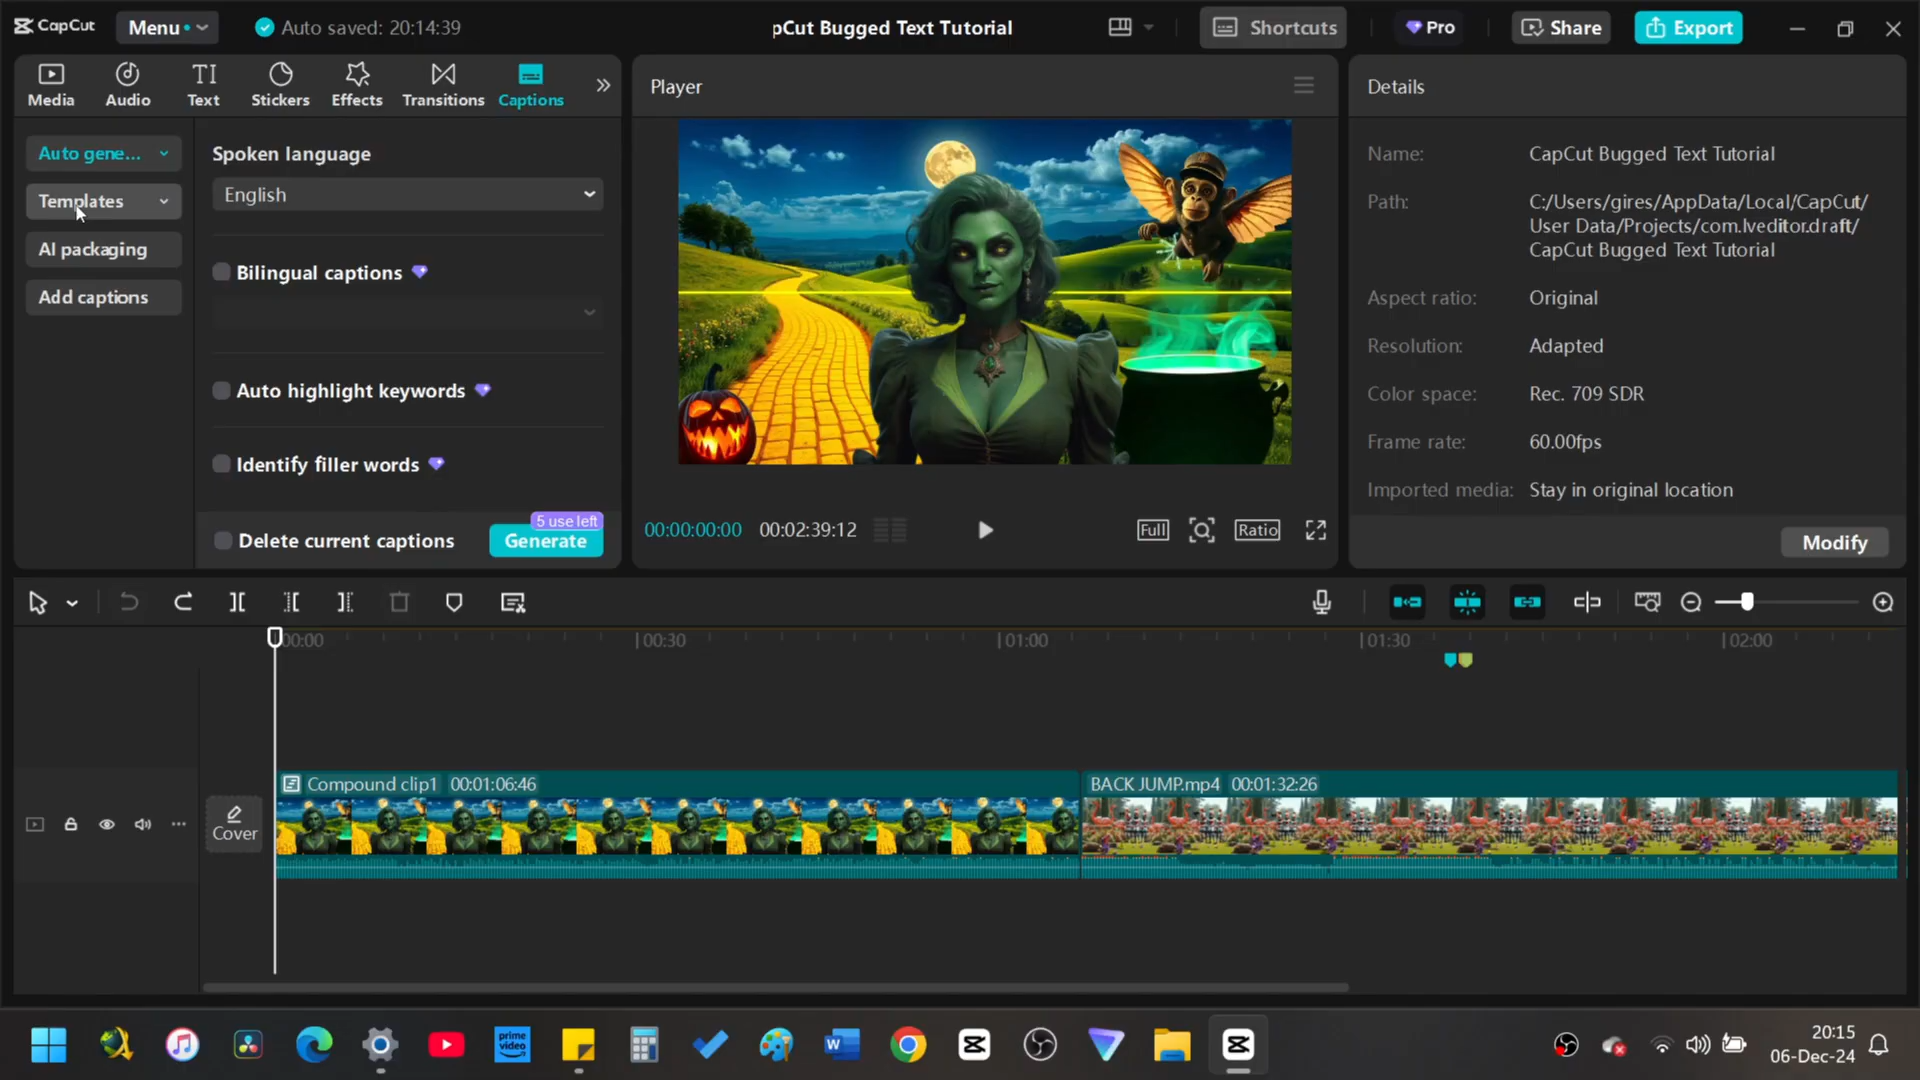 CapCut
Menu
Auto saved: 20:14:39
pCut Bugged Text Tutorial
Shortcuts
Pro
Share
Export
Media
Audio
TI
Text
Stickers
Effects
Transitions
Captions
Player
Details
Auto gene...
Templates
AI packaging
Add captions
Spoken language
English
Bilingual captions
Auto highlight keywords
Identify filler words
Delete current captions
5 use left
Generate
Name:
CapCut Bugged Text Tutorial
Path:
C:/Users/gires/AppData/Local/CapCut/
User Data/Projects/com.lveditor.draft/
CapCut Bugged Text Tutorial
Aspect ratio:
Original
Resolution:
Adapted
Color space:
Rec. 709 SDR
Frame rate:
60.00fps
Imported media:
Stay in original location
Modify
00:00:00:00
00:02:39:12
Full
Ratio
00:00
00:30
01:00
01:30
02:00
Cover
Compound clip1 00:01:06:46
BACK JUMP.mp4 00:01:32:26
prime
video
W
20:15
06-Dec-24